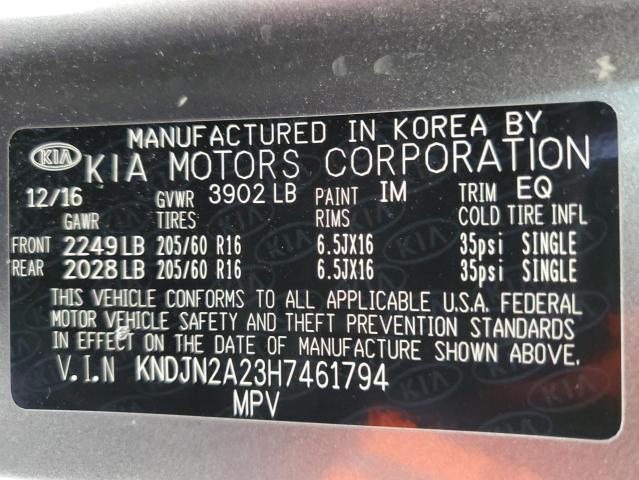 MANUFACTURED IN KOREA BY
KIA KIA MOTORS CORPORATION
12/16 GVWR 3902 LB PAINT IM TRIM EQ
GAWR TIRES RIMS COLD TIRE INFL
FRONT 2249 LB 205/60 R16 6.5JX16 35psi SINGLE
REAR 2028 LB 205/60 R16 6.5JX16 35psi SINGLE
THIS VEHICLE CONFORMS TO ALL APPLICABLE U.S.A. FEDERAL
MOTOR VEHICLE SAFETY AND THEFT PREVENTION STANDARDS
IN EFFECT ON THE DATE OF MANUFACTURE SHOWN ABOVE.
V.I.N KNDJN2A23H7461794
MPV